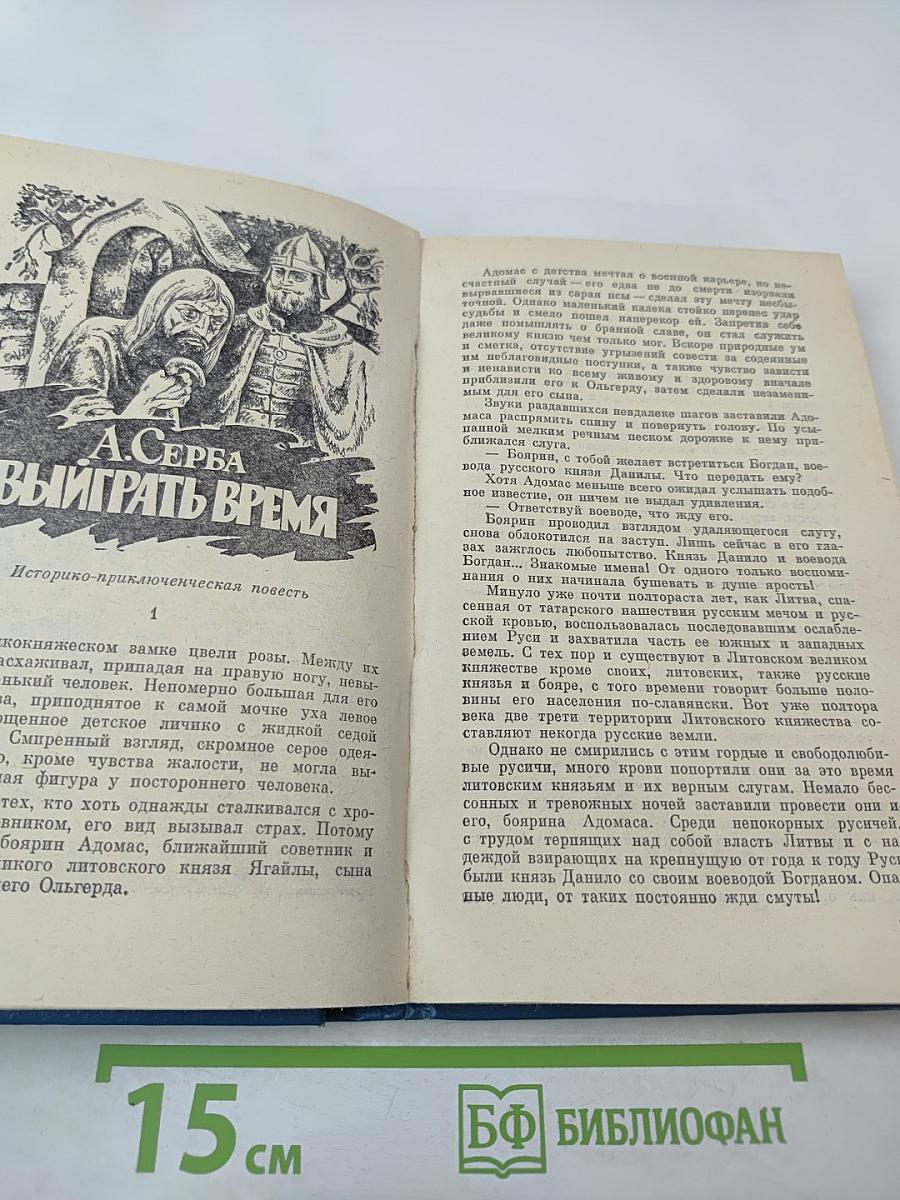 А. СЕРБА
ВЫИГРАТЬ ВРЕМЯ
Историко-приключенческая повесть
1
кокняжеском замке цвели розы. Между их
асхаживал, припадая на правую ногу, невы-
енький человек. Непомерно большая для его
ва, приподнятое к самой мочке уха левое
ощенное детское личико с жидкой седой
Смиренный взгляд, скромное серое одея-
о, кроме чувства жалости, не могла вы-
ная фигура у постороннего человека.
тех, кто хоть однажды сталкивался с хро-
овником, его вид вызывал страх. Потому
боярин Адомас, ближайший советник и
ликого литовского князя Ягайлы, сына
него Ольгерда.
Адомас с детства мечтал о военной карьере, но не-
счастный случай — его едва не до смерти изорвали
вырвавшиеся из сарая псы — сделал эту мечту несбы-
точной. Однако маленький калека стойко перенес удар
судьбы и смело пошел наперекор ей. Запретив себе
даже помышлять о бранной славе, он стал служить
великому князю чем только мог. Вскоре природные ум
и сметка, отсутствие угрызений совести за содеянные
им неблаговидные поступки, а также чувство зависти
и ненависти ко всему живому и здоровому вначале
приблизили его к Ольгерду, затем сделали незамени-
мым для его сына.
Звуки раздавшихся невдалеке шагов заставили Адо-
маса распрямить спину и повернуть голову. По усы-
панной мелким речным песком дорожке к нему при-
ближался слуга.
— Боярин, с тобой желает встретиться Богдан, вое-
вода русского князя Данилы. Что передать ему?
Хотя Адомас меньше всего ожидал услышать подоб-
ное известие, он ничем не выдал удивления.
— Ответствуй воеводе, что жду его.
Боярин проводил взглядом удаляющегося слугу,
снова облокотился на заступ. Лишь сейчас в его гла-
зах зажглось любопытство. Князь Данило и воевода
Богдан... Знакомые имена! От одного только воспоми-
нания о них начинала бушевать в душе ярость!
Минуло уже почти полтораста лет, как Литва, спа-
сенная от татарского нашествия русским мечом и рус-
ской кровью, воспользовалась последовавшим ослабле-
нием Руси и захватила часть ее южных и западных
земель. С тех пор и существуют в Литовском великом
княжестве кроме своих, литовских, также русские
князья и бояре, с того времени говорит больше поло-
вины его населения по-славянски. Вот уже полтора
века две трети территории Литовского княжества со-
ставляют некогда русские земли.
Однако не смирились с этим гордые и свободолюби-
вые русичи, много крови попортили они за это время
литовским князьям и их верным слугам. Немало бес-
сонных и тревожных ночей заставили провести они и
его, боярина Адомаса. Среди непокорных русичей,
с трудом терпящих над собой власть Литвы и с на-
деждой взирающих на крепнущую от года к году Русь
были князь Данило со своим воеводой Богданом. Опа
ные люди, от таких постоянно жди смуты!
15 см
БФ БИБЛИОФАН